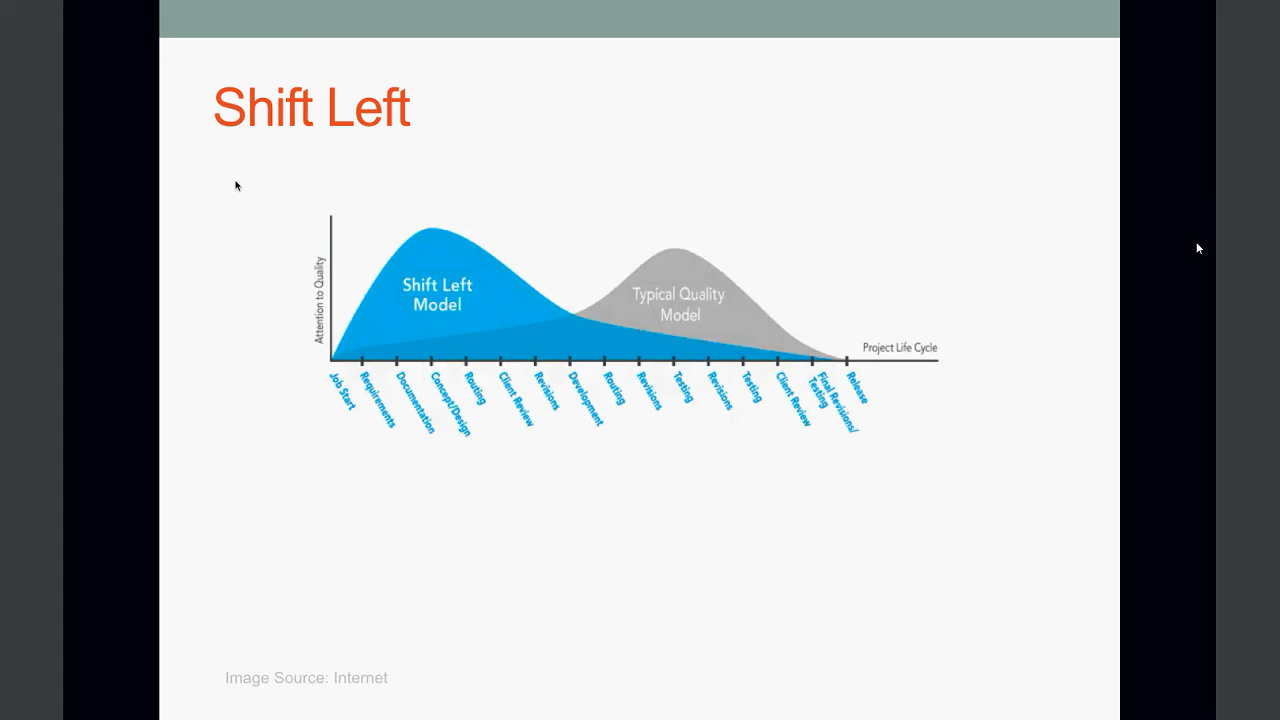 Shift Left
Attention to Quality
Shift Left
Model
Typical Quality
Model
Project Life Cycle
Job Start
Requirements
Documentation
Concept/Design
Routing
Client Review
Revisions
Development
Routing
Revisions
Testing
Revisions
Testing
Client Review
Final Revisions/
Testing
Release
Image Source: Internet